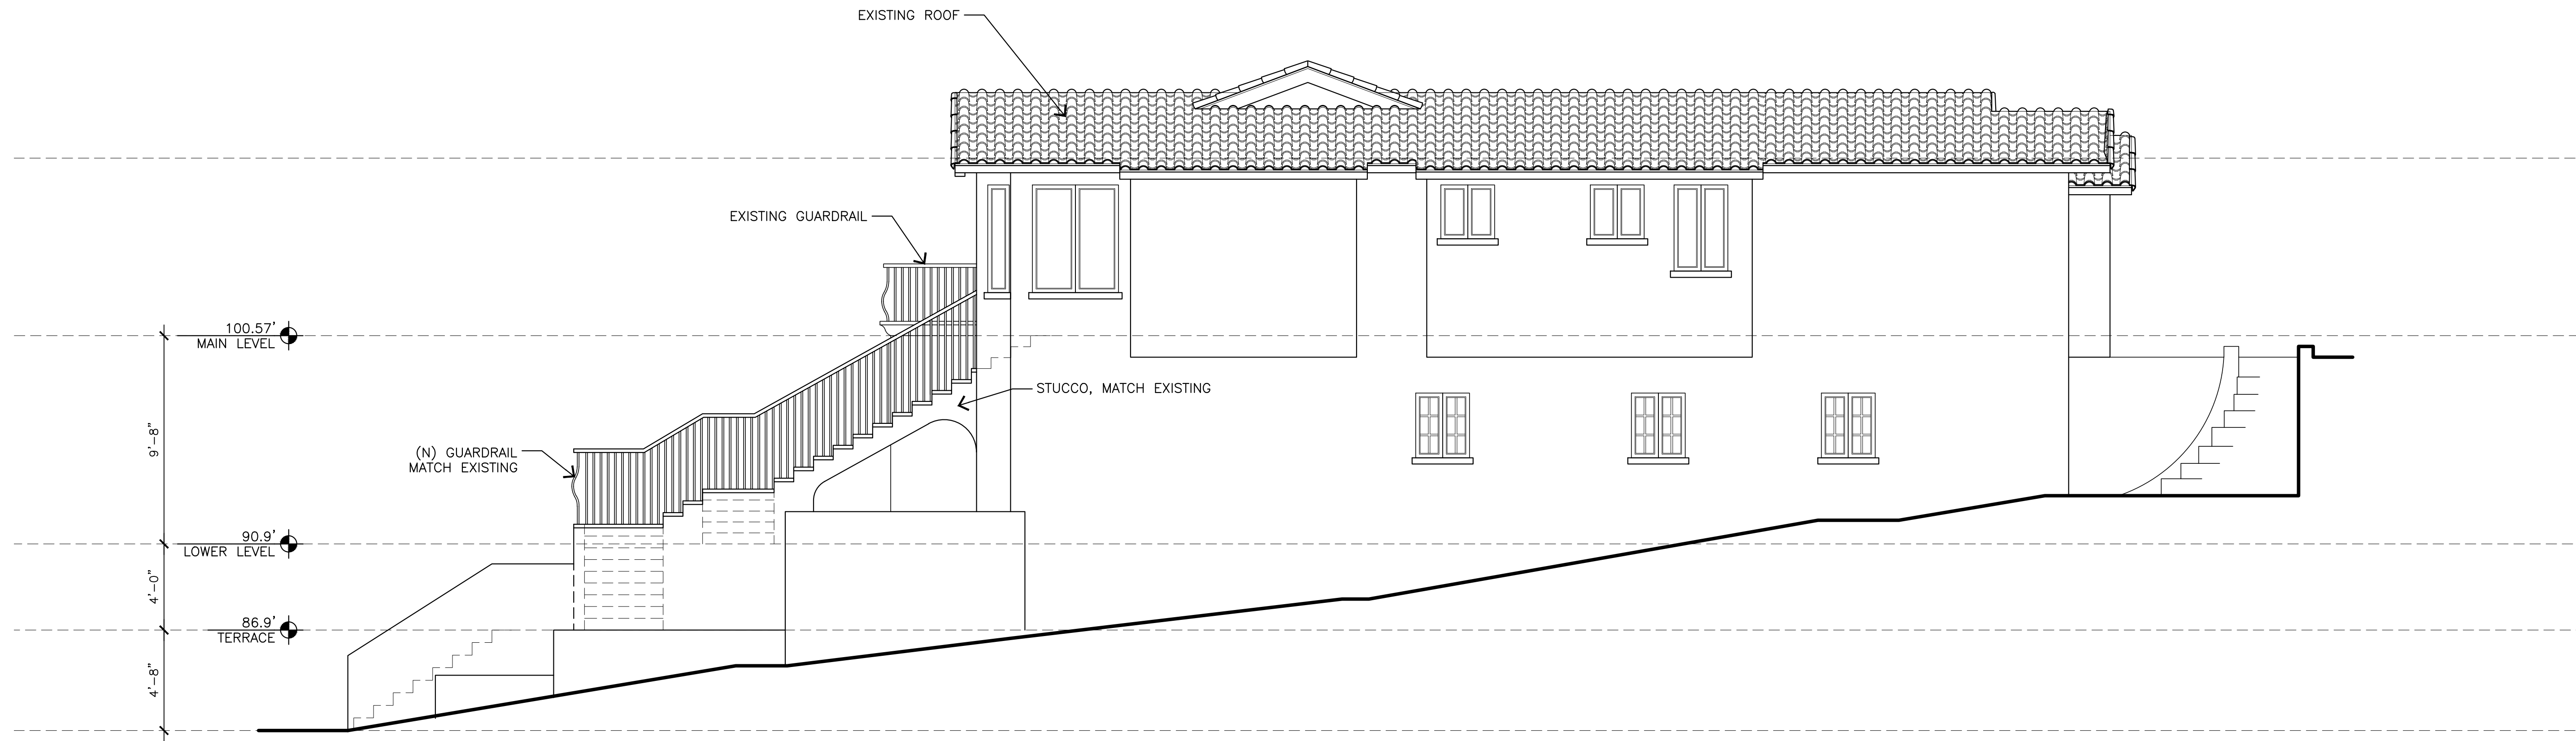 EXISTING ROOF
EXISTING GUARDRAIL
100.57'
MAIN LEVEL
STUCCO, MATCH EXISTING
9'-8"
(N) GUARDRAIL
MATCH EXISTING
90.9'
LOWER LEVEL
4'-0"
86.9'
TERRACE
4'-8"